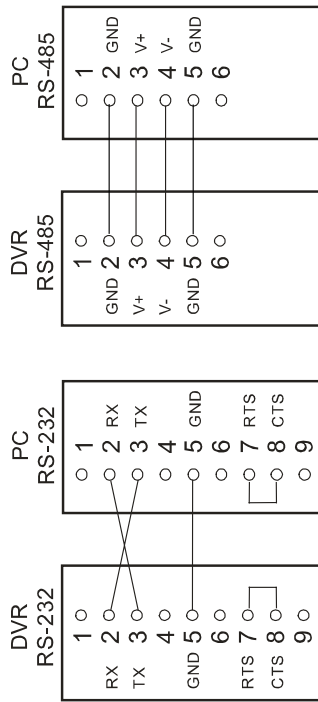 DVR
RS-232
1
RX 2
TX 3
4
GND 5
6
RTS 7
CTS 8
9
PC
RS-232
1
2 RX
3 TX
4
5 GND
6
7 RTS
8 CTS
9
DVR
RS-485
1
GND 2
V+ 3
V- 4
GND 5
6
PC
RS-485
1
2 GND
3 V+
4 V-
5 GND
6